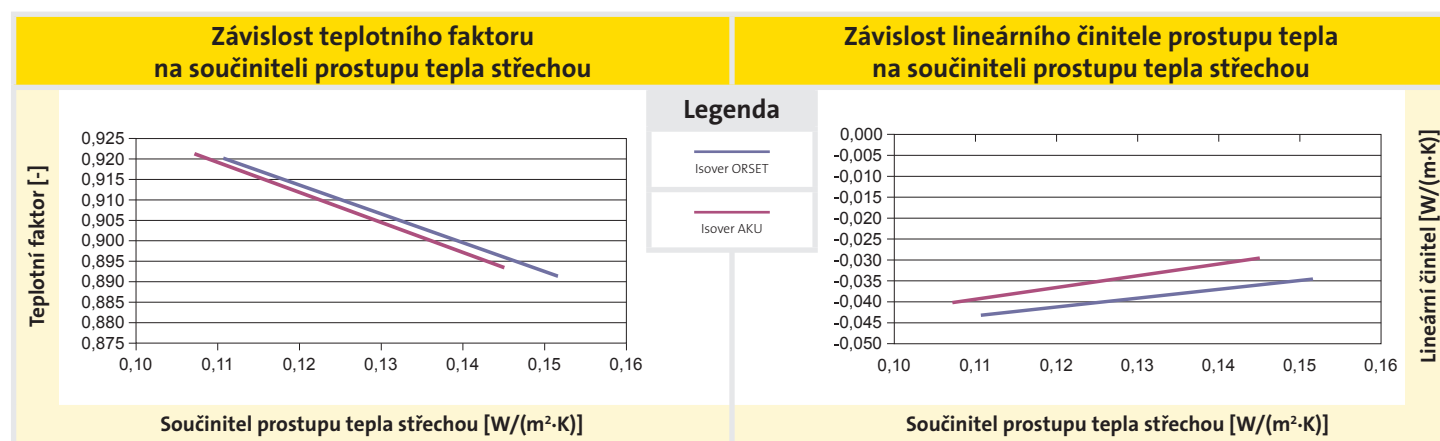 Závislost teplotního faktoru
na součiniteli prostupu tepla střechou
Teplotní faktor [-]
0,925
0,920
0,915
0,910
0,905
0,900
0,895
0,890
0,885
0,880
0,875
0,10 0,11 0,12 0,13 0,14 0,15 0,16
Součinitel prostupu tepla střechou [W/(m²·K)]
Legenda
Isover ORSET
Isover AKU
Závislost lineárního činitele prostupu tepla
na součiniteli prostupu tepla střechou
0,000
-0,005
-0,010
-0,015
-0,020
-0,025
-0,030
-0,035
-0,040
-0,045
-0,050
0,10 0,11 0,12 0,13 0,14 0,15 0,16
Lineární činitel [W/(m·K)]
Součinitel prostupu tepla střechou [W/(m²·K)]